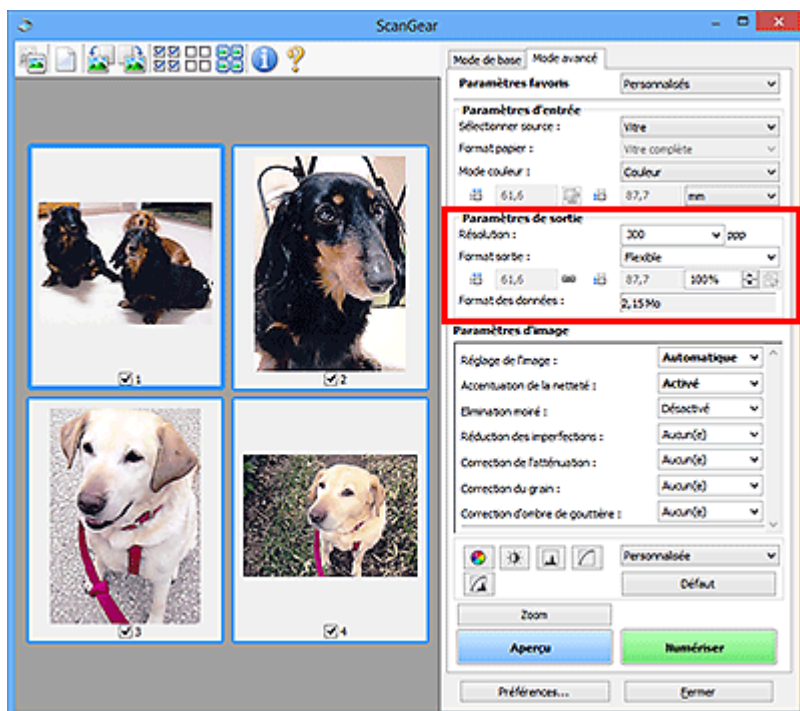 ScanGear
Mode de base Mode avancé
Paramètres favoris Personnalisés
Paramètres d'entrée
Sélectionner source : Vitre
Format papier : Vitre complète
Mode couleur : Couleur
61,6 87,7 mm
Paramètres de sortie
Résolution : 300 ppp
Format sortie : Flexible
61,6 87,7 100%
Format des données : 2,15 Mo
Paramètres d'image
Réglage de l'image : Automatique
Accentuation de la netteté : Activé
Elimination moiré : Désactivé
Réduction des imperfections : Aucun(e)
Correction de l'atténuation : Aucun(e)
Correction du grain : Aucun(e)
Correction d'ombre de gouttière : Aucun(e)
Personnalisée
Défaut
Zoom
Aperçu Numériser
Préférences... Fermer
1 2
3 4